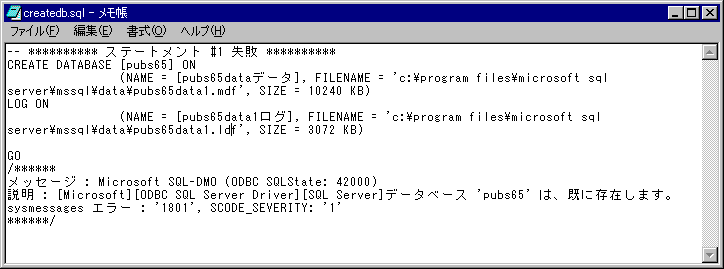 createdb.sql - メモ帳
ファイル(F) 編集(E) 書式(O) ヘルプ(H)
-- ********** ステートメント #1 失敗 **********
CREATE DATABASE [pubs65] ON
(NAME = [pubs65dataデータ], FILENAME = 'c:¥program files¥microsoft sql
server¥mssql¥data¥pubs65data1.mdf', SIZE = 10240 KB)
LOG ON
(NAME = [pubs65data1ログ], FILENAME = 'c:¥program files¥microsoft sql
server¥mssql¥data¥pubs65data1.ldf', SIZE = 3072 KB)
GO
/******
メッセージ : Microsoft SQL-DMO (ODBC SQLState: 42000)
説明 : [Microsoft][ODBC SQL Server Driver][SQL Server]データベース 'pubs65' は、既に存在します。
sysmessages エラー : '1801', SCODE_SEVERITY: '1'
******/